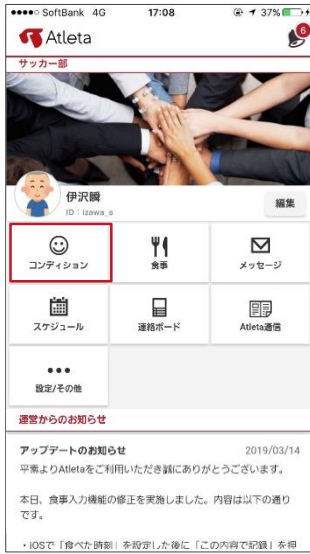 SoftBank 4G 17:08 37%
Atleta 6
サッカー部
伊沢瞬
ID : izawa_s
編集
コンディション 食事 メッセージ
スケジュール 連絡ボード Atleta通信
設定/その他
運営からのお知らせ
アップデートのお知らせ 2019/03/14
平素よりAtletaをご利用いただき誠にありがとうございます。
本日、食事入力機能の修正を実施しました。内容は以下の通り
です。
・iOSで「食べた時刻」を設定した後に「この内容で記録」を押